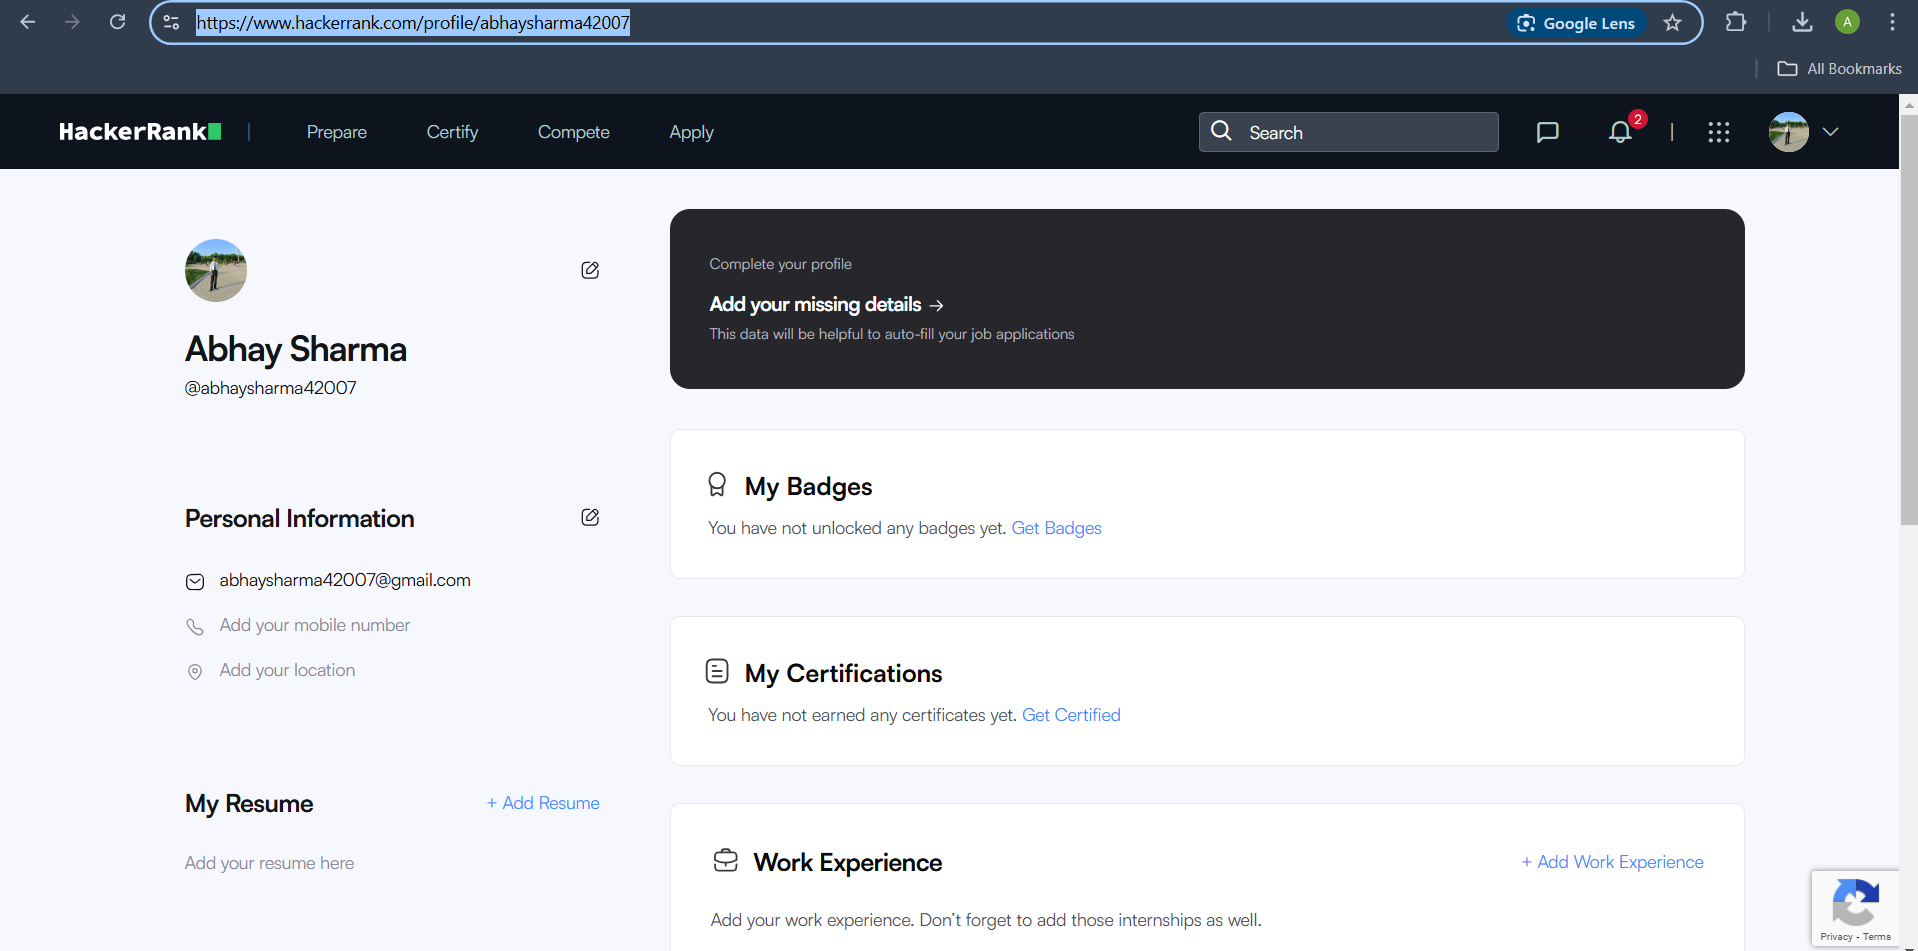 https://www.hackerrank.com/profile/abhaysharma42007
Google Lens
A
All Bookmarks
HackerRank
Prepare
Certify
Compete
Apply
Search
2
Abhay Sharma
@abhaysharma42007
Personal Information
abhaysharma42007@gmail.com
Add your mobile number
Add your location
My Resume
+ Add Resume
Add your resume here
Complete your profile
Add your missing details →
This data will be helpful to auto-fill your job applications
My Badges
You have not unlocked any badges yet. Get Badges
My Certifications
You have not earned any certificates yet. Get Certified
Work Experience
+ Add Work Experience
Add your work experience. Don't forget to add those internships as well.
Privacy - Terms